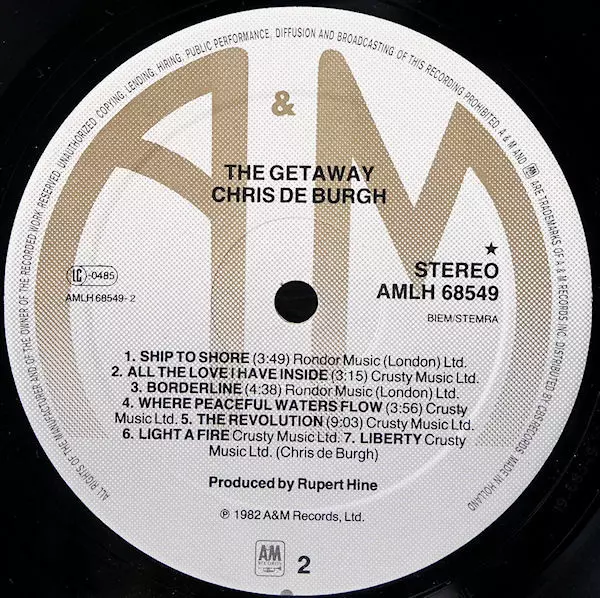 ALL RIGHTS OF THE MANUFACTURER AND OF THE OWNER OF THE RECORDED WORK RESERVED. UNAUTHORIZED COPYING, LENDING, HIRING, PUBLIC PERFORMANCE, DIFFUSION AND BROADCASTING OF THIS RECORDING PROHIBITED. A & M AND AM ARE TRADEMARKS OF A & M RECORDS INC. DISTRIBUTED BY CBS RECORDS MADE IN HOLLAND
A & M
THE GETAWAY
CHRIS DE BURGH
LC-0485
AMLH 68549-2
★
STEREO
AMLH 68549
BIEM/STEMRA
1. SHIP TO SHORE (3:49) Rondor Music (London) Ltd.
2. ALL THE LOVE I HAVE INSIDE (3:15) Crusty Music Ltd.
3. BORDERLINE (4:38) Rondor Music (London) Ltd.
4. WHERE PEACEFUL WATERS FLOW (3:56) Crusty
Music Ltd. 5. THE REVOLUTION (9:03) Crusty Music Ltd.
6. LIGHT A FIRE Crusty Music Ltd. 7. LIBERTY Crusty
Music Ltd. (Chris de Burgh)
Produced by Rupert Hine
℗ 1982 A&M Records, Ltd.
AM
RECORDS
2